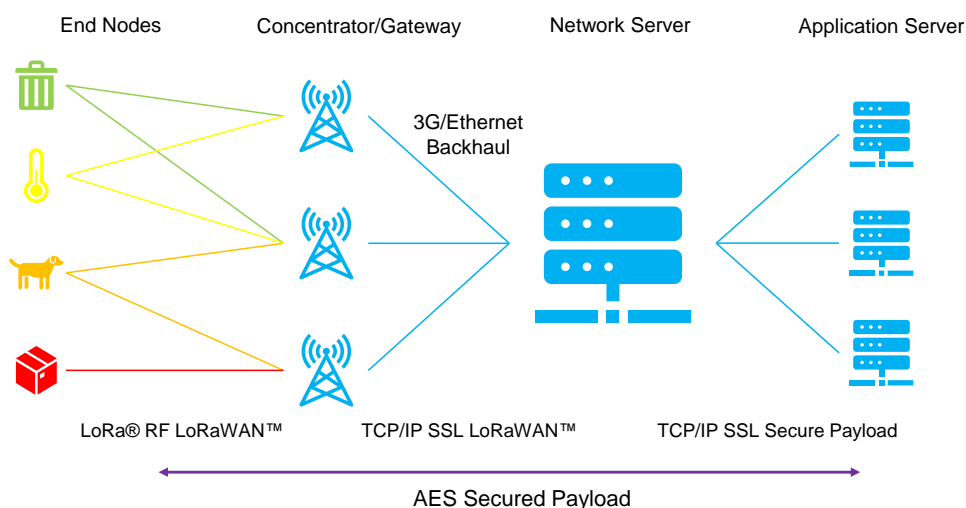 End Nodes
Concentrator/Gateway
Network Server
Application Server
3G/Ethernet
Backhaul
LoRa® RF LoRaWAN™
TCP/IP SSL LoRaWAN™
TCP/IP SSL Secure Payload
AES Secured Payload